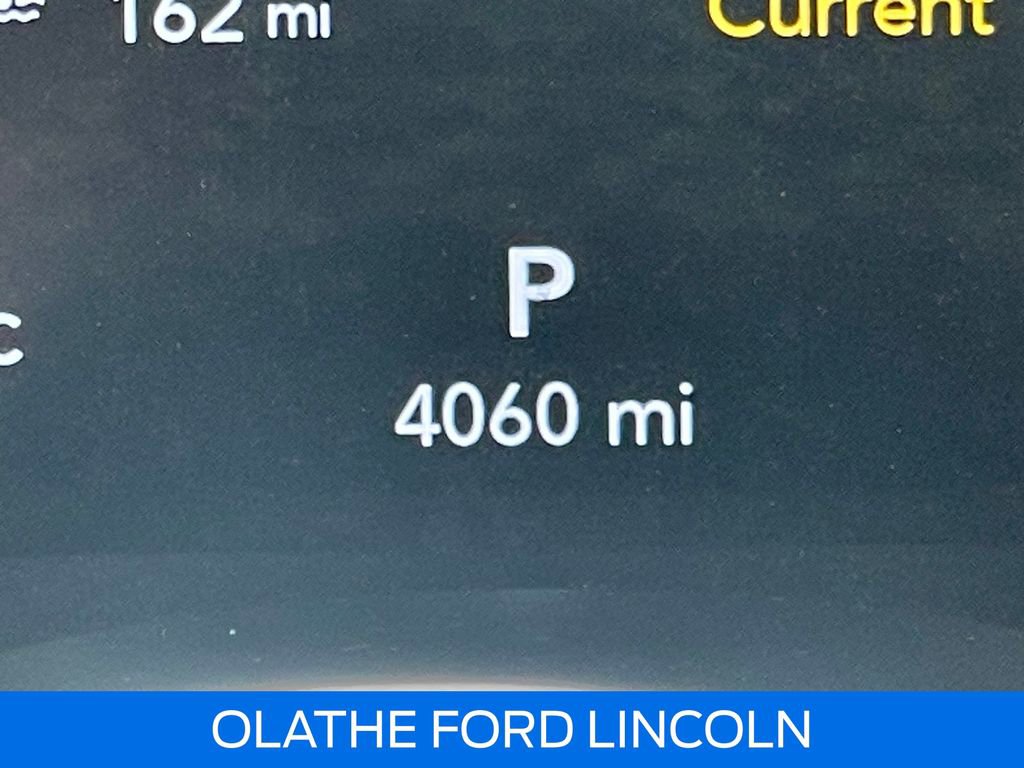 162 mi
Current
P
C
4060 mi
OLATHE FORD LINCOLN